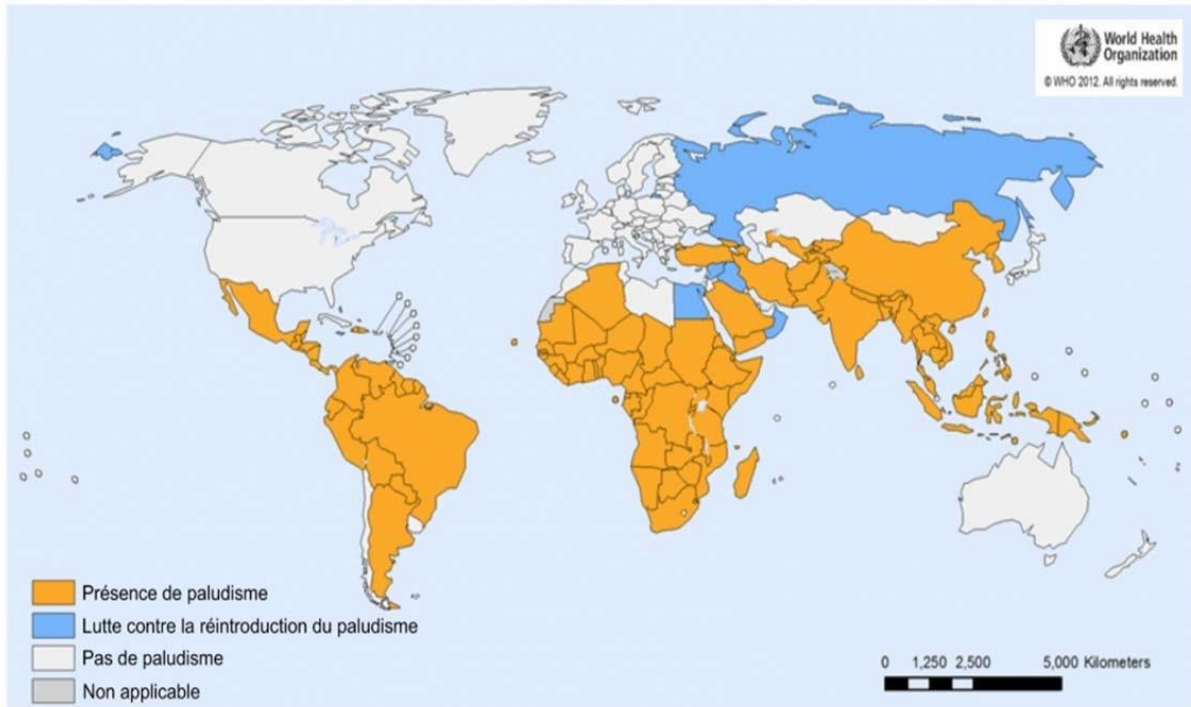 World Health
Organization
© WHO 2012. All rights reserved.
Présence de paludisme
Lutte contre la réintroduction du paludisme
Pas de paludisme
Non applicable
0 1,250 2,500 5,000 Kilometers